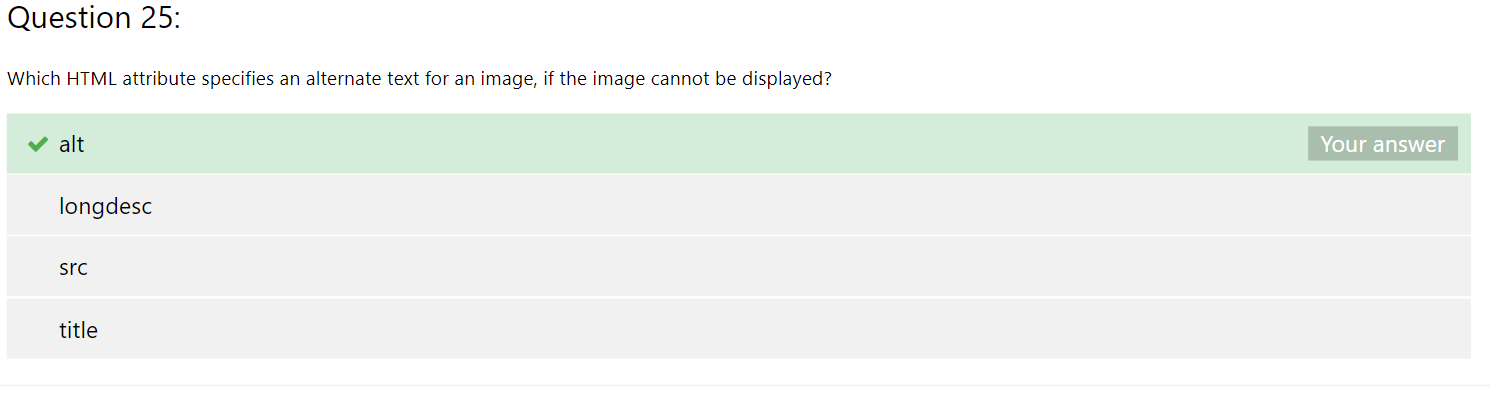 Question 25:
Which HTML attribute specifies an alternate text for an image, if the image cannot be displayed?
alt Your answer
longdesc
src
title